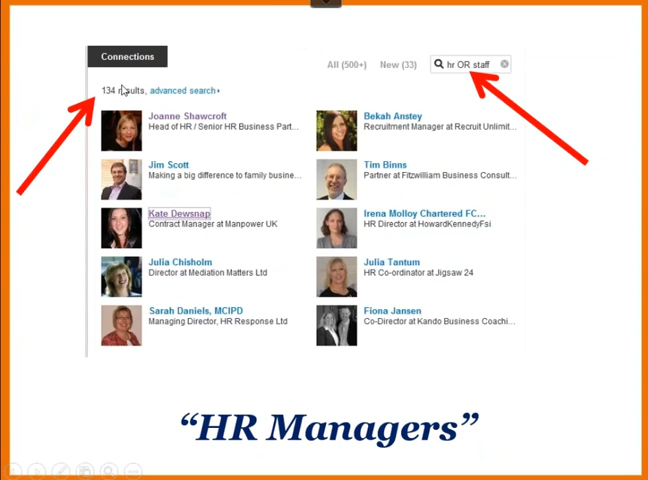 Connections
All (500+) New (33) hr OR staff
134 results, advanced search
Joanne Shawcroft
Head of HR / Senior HR Business Part...
Bekah Anstey
Recruitment Manager at Recruit Unlimit...
Jim Scott
Making a big difference to family busine...
Tim Binns
Partner at Fitzwilliam Business Consult...
Kate Dewsnap
Contract Manager at Manpower UK
Irena Molloy Chartered FC...
HR Director at HowardKennedyFsi
Julia Chisholm
Director at Mediation Matters Ltd
Julia Tantum
HR Co-ordinator at Jigsaw 24
Sarah Daniels, MCIPD
Managing Director, HR Response Ltd
Fiona Jansen
Co-Director at Kando Business Coachi...
“HR Managers”